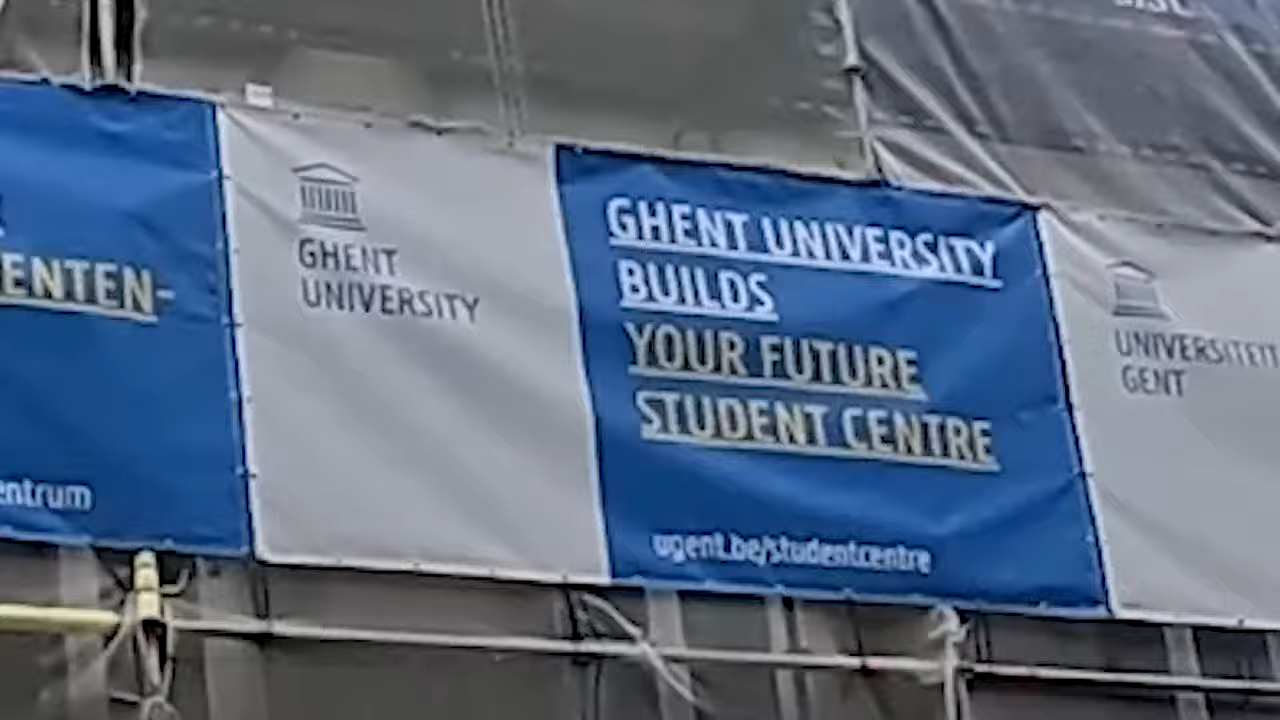 ENTEN-
entrum
GHENT
UNIVERSITY
GHENT UNIVERSITY
BUILDS
YOUR FUTURE
STUDENT CENTRE
ugent.be/studentcentre
UNIVERSITEIT
GENT